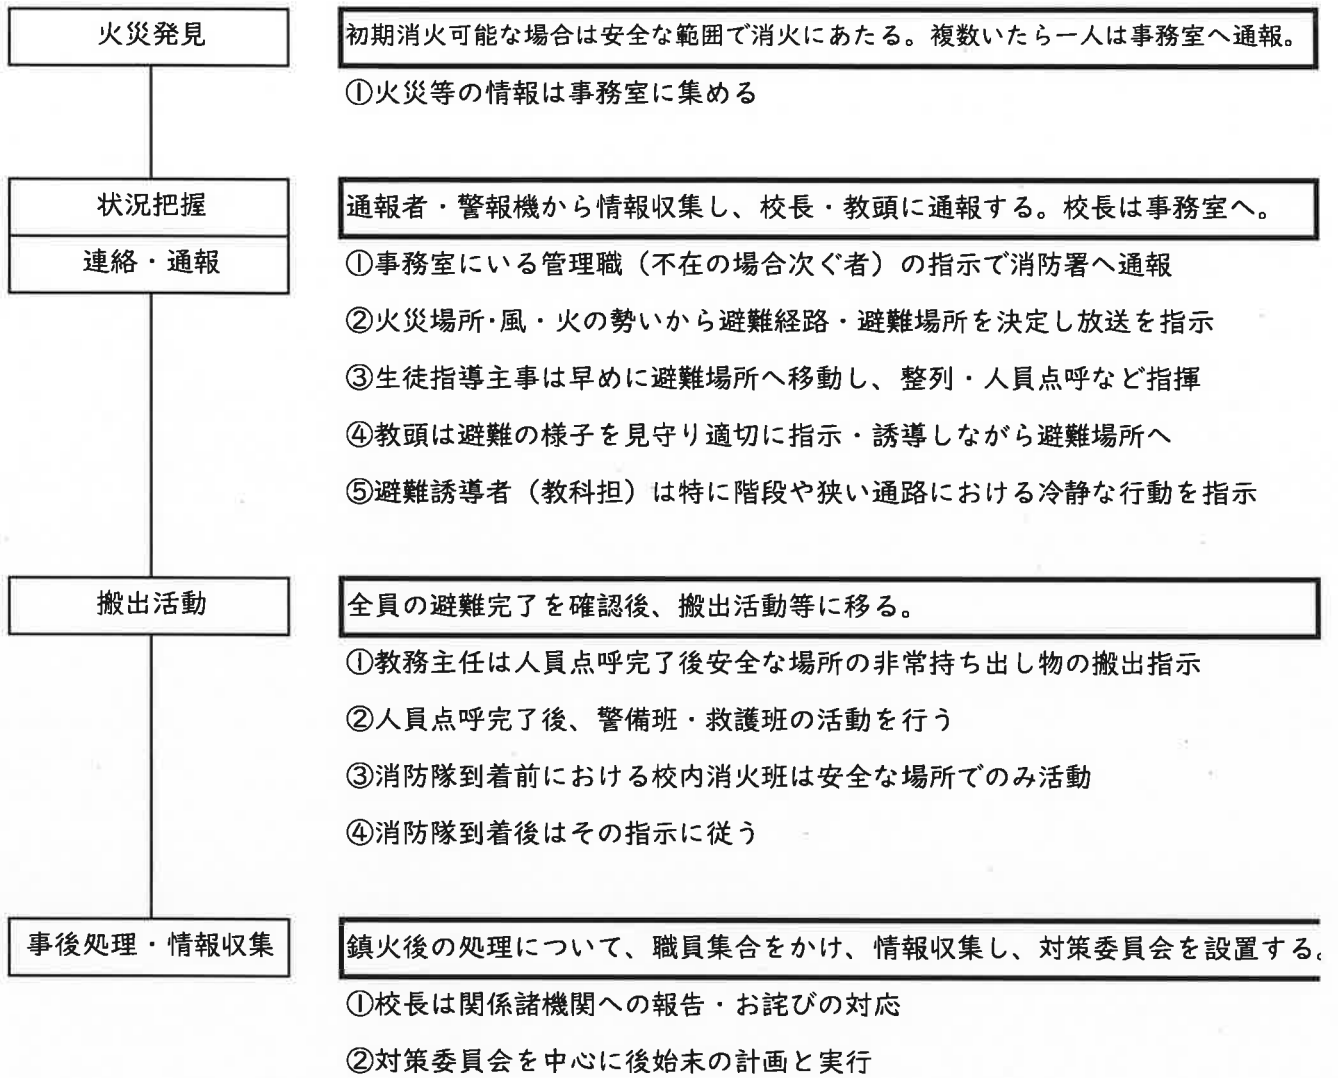 火災発見
初期消火可能な場合は安全な範囲で消火にあたる。複数いたら一人は事務室へ通報。
①火災等の情報は事務室に集める
状況把握
通報者・警報機から情報収集し、校長・教頭に通報する。校長は事務室へ。
連絡・通報
①事務室にいる管理職（不在の場合次ぐ者）の指示で消防署へ通報
②火災場所・風・火の勢いから避難経路・避難場所を決定し放送を指示
③生徒指導主事は早めに避難場所へ移動し、整列・人員点呼など指揮
④教頭は避難の様子を見守り適切に指示・誘導しながら避難場所へ
⑤避難誘導者（教科担）は特に階段や狭い通路における冷静な行動を指示
搬出活動
全員の避難完了を確認後、搬出活動等に移る。
①教務主任は人員点呼完了後安全な場所の非常持ち出し物の搬出指示
②人員点呼完了後、警備班・救護班の活動を行う
③消防隊到着前における校内消火班は安全な場所でのみ活動
④消防隊到着後はその指示に従う
事後処理・情報収集
鎮火後の処理について、職員集合をかけ、情報収集し、対策委員会を設置する。
①校長は関係諸機関への報告・お詫びの対応
②対策委員会を中心に後始末の計画と実行